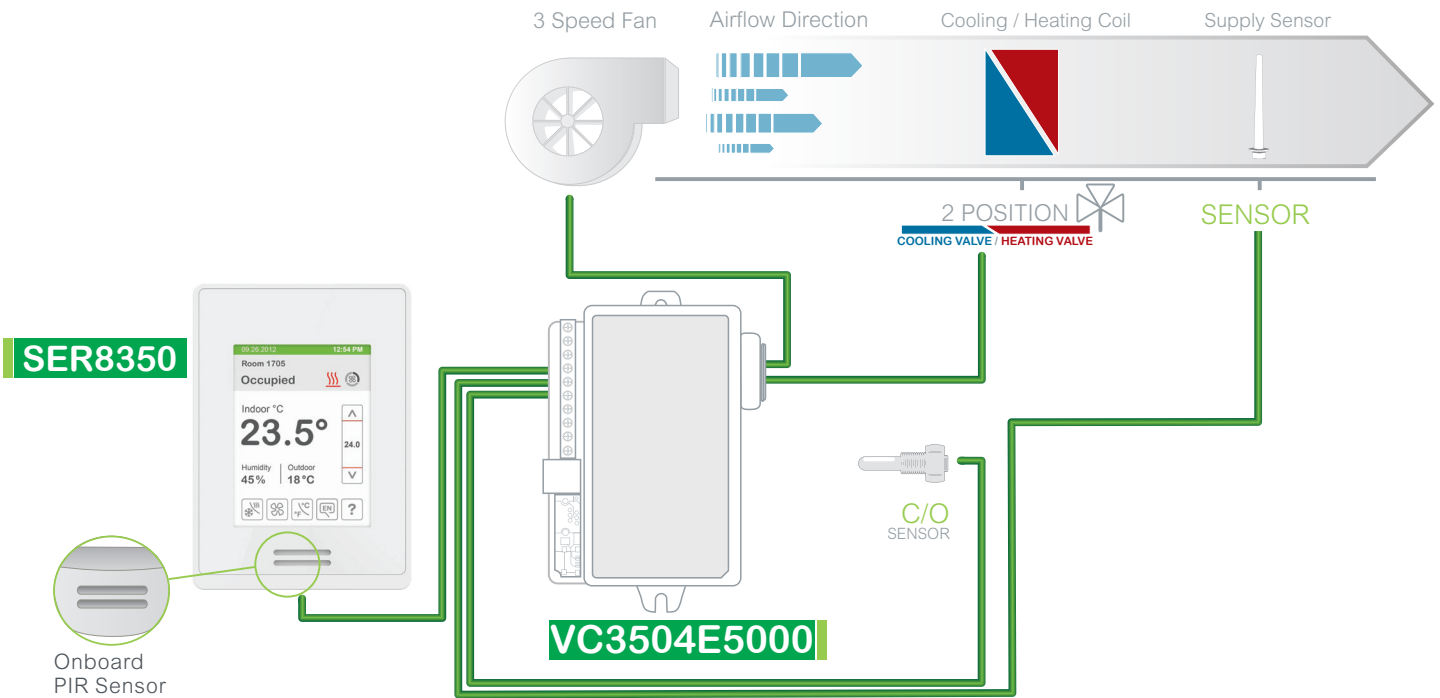 3 Speed Fan
Airflow Direction
Cooling / Heating Coil
Supply Sensor
2 POSITION
COOLING VALVE / HEATING VALVE
SENSOR
SER8350
09.26.2012 12:54 PM
Room 1705
Occupied
Indoor °C
23.5°
24.0
Humidity
45%
Outdoor
18°C
°F °C
EN
?
C/O
SENSOR
VC3504E5000
Onboard
PIR Sensor